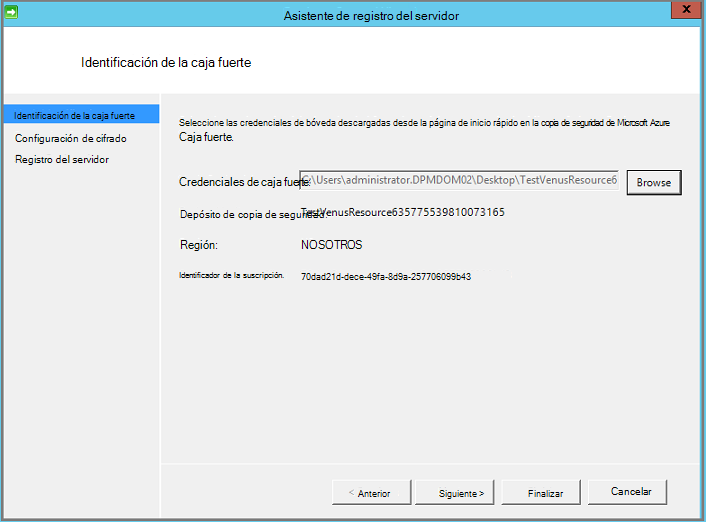 Asistente de registro del servidor
x
Identificación de la caja fuerte
Identificación de la caja fuerte
Configuración de cifrado
Registro del servidor
Seleccione las credenciales de bóveda descargadas desde la página de inicio rápido en la copia de seguridad de Microsoft Azure
Caja fuerte.
Credenciales de caja fuerte: C:\Users\administrator.DPMDOM02\Desktop\TestVenusResource6 Browse
Depósito de copia de seguridad: TestVenusResource635775539810073165
Región: NOSOTROS
Identificador de la suscripción. 70dad21d-dece-49fa-8d9a-257706099b43
< Anterior Siguiente > Finalizar Cancelar